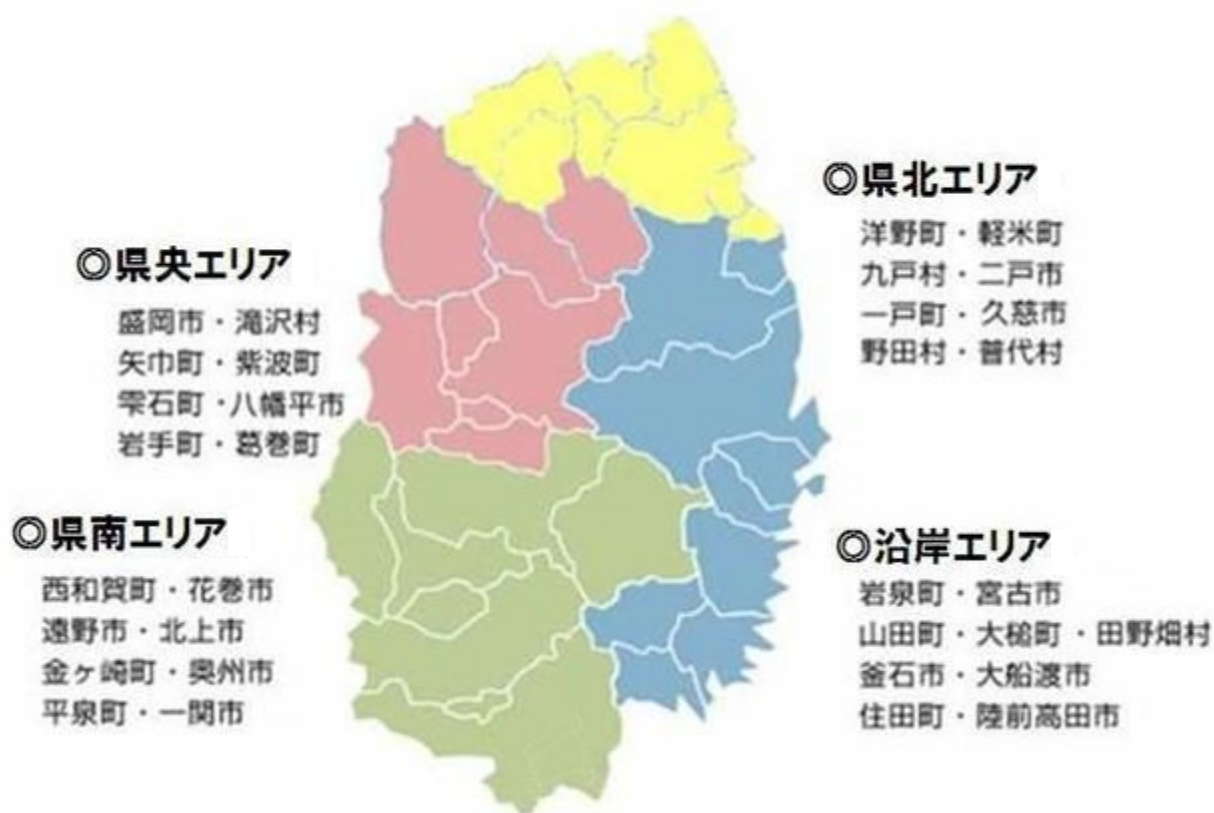 ◎県北エリア
洋野町・軽米町
九戸村・二戸市
一戸町・久慈市
野田村・普代村
◎県央エリア
盛岡市・滝沢村
矢巾町・紫波町
雫石町・八幡平市
岩手町・葛巻町
◎県南エリア
西和賀町・花巻市
遠野市・北上市
金ヶ崎町・奥州市
平泉町・一関市
◎沿岸エリア
岩泉町・宮古市
山田町・大槌町・田野畑村
釜石市・大船渡市
住田町・陸前高田市